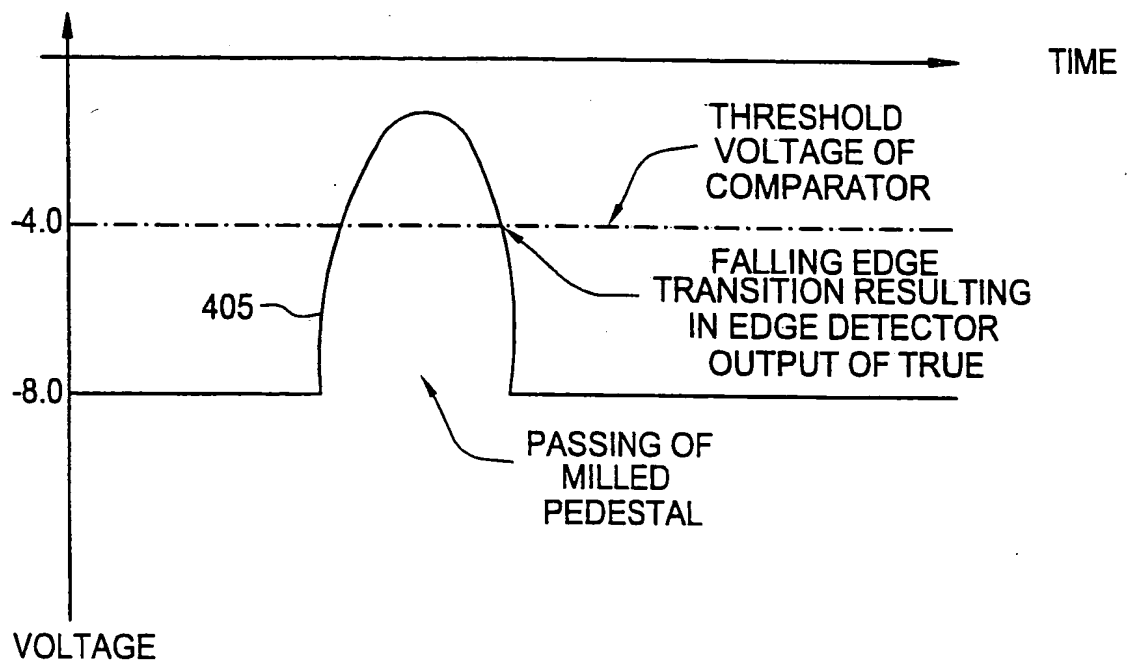 TIME
THRESHOLD
VOLTAGE OF
COMPARATOR
-4.0
FALLING EDGE
TRANSITION RESULTING
IN EDGE DETECTOR
OUTPUT OF TRUE
405
-8.0
PASSING OF
MILLED
PEDESTAL
VOLTAGE